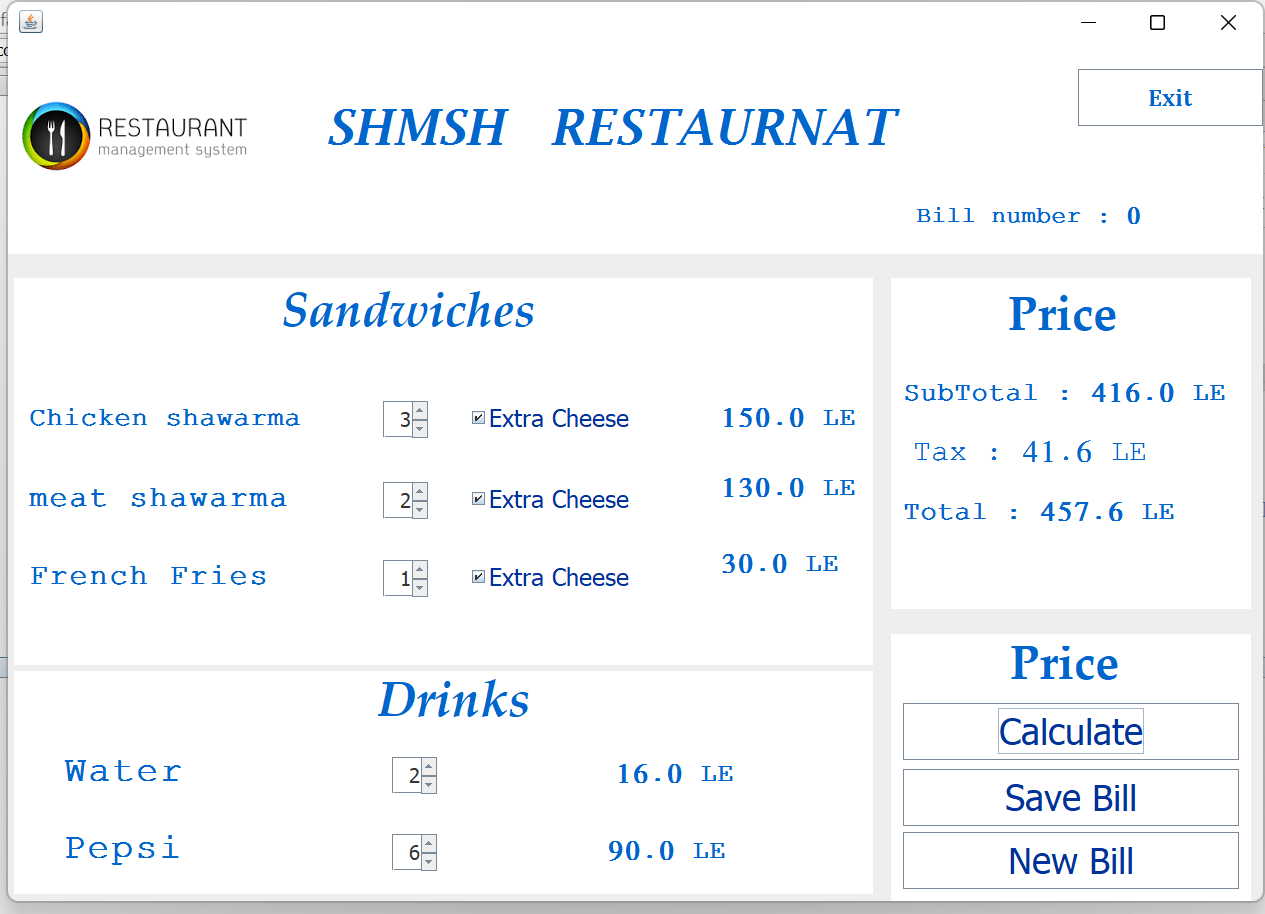 Exit
RESTAURANT
management system
SHMSH RESTAURNAT
Bill number : 0
Sandwiches
Chicken shawarma 3 Extra Cheese 150.0 LE
meat shawarma 2 Extra Cheese 130.0 LE
French Fries 1 Extra Cheese 30.0 LE
Drinks
Water 2 16.0 LE
Pepsi 6 90.0 LE
Price
SubTotal : 416.0 LE
Tax : 41.6 LE
Total : 457.6 LE
Price
Calculate
Save Bill
New Bill